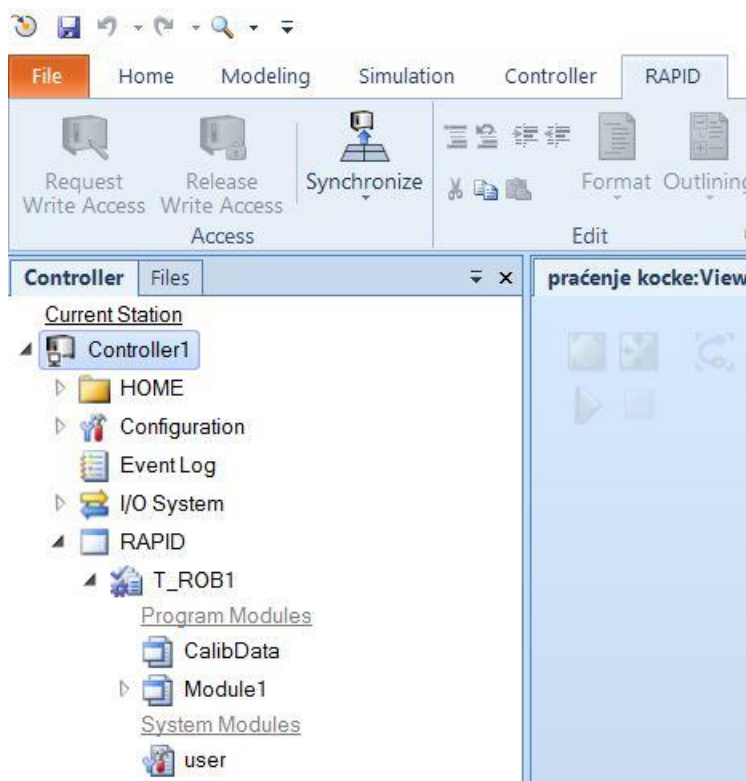 File Home Modeling Simulation Controller RAPID
Request Write Access
Release Write Access
Synchronize
Format Outlining
Access
Edit
Controller Files
praćenje kocke:View
Current Station
Controller1
HOME
Configuration
Event Log
I/O System
RAPID
T_ROB1
Program Modules
CalibData
Module1
System Modules
user